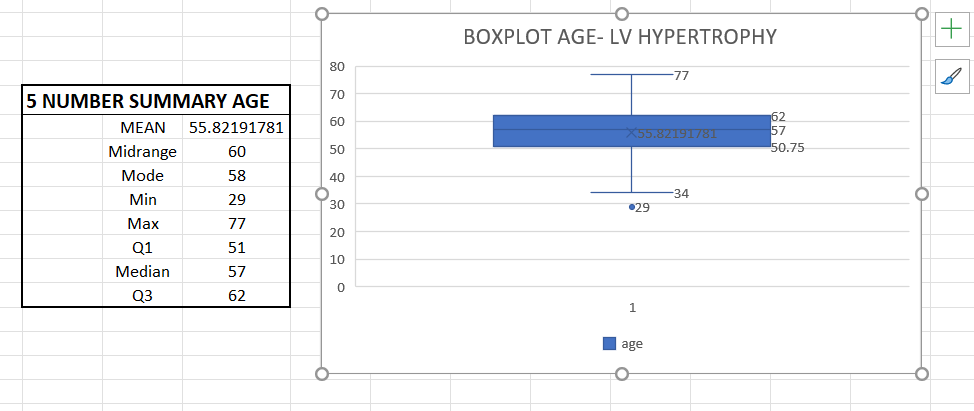 5 NUMBER SUMMARY AGE
MEAN 55.82191781
Midrange 60
Mode 58
Min 29
Max 77
Q1 51
Median 57
Q3 62
BOXPLOT AGE- LV HYPERTROPHY
80
70
60
50
40
30
20
10
0
77
62
57
55.82191781
50.75
34
29
1
age